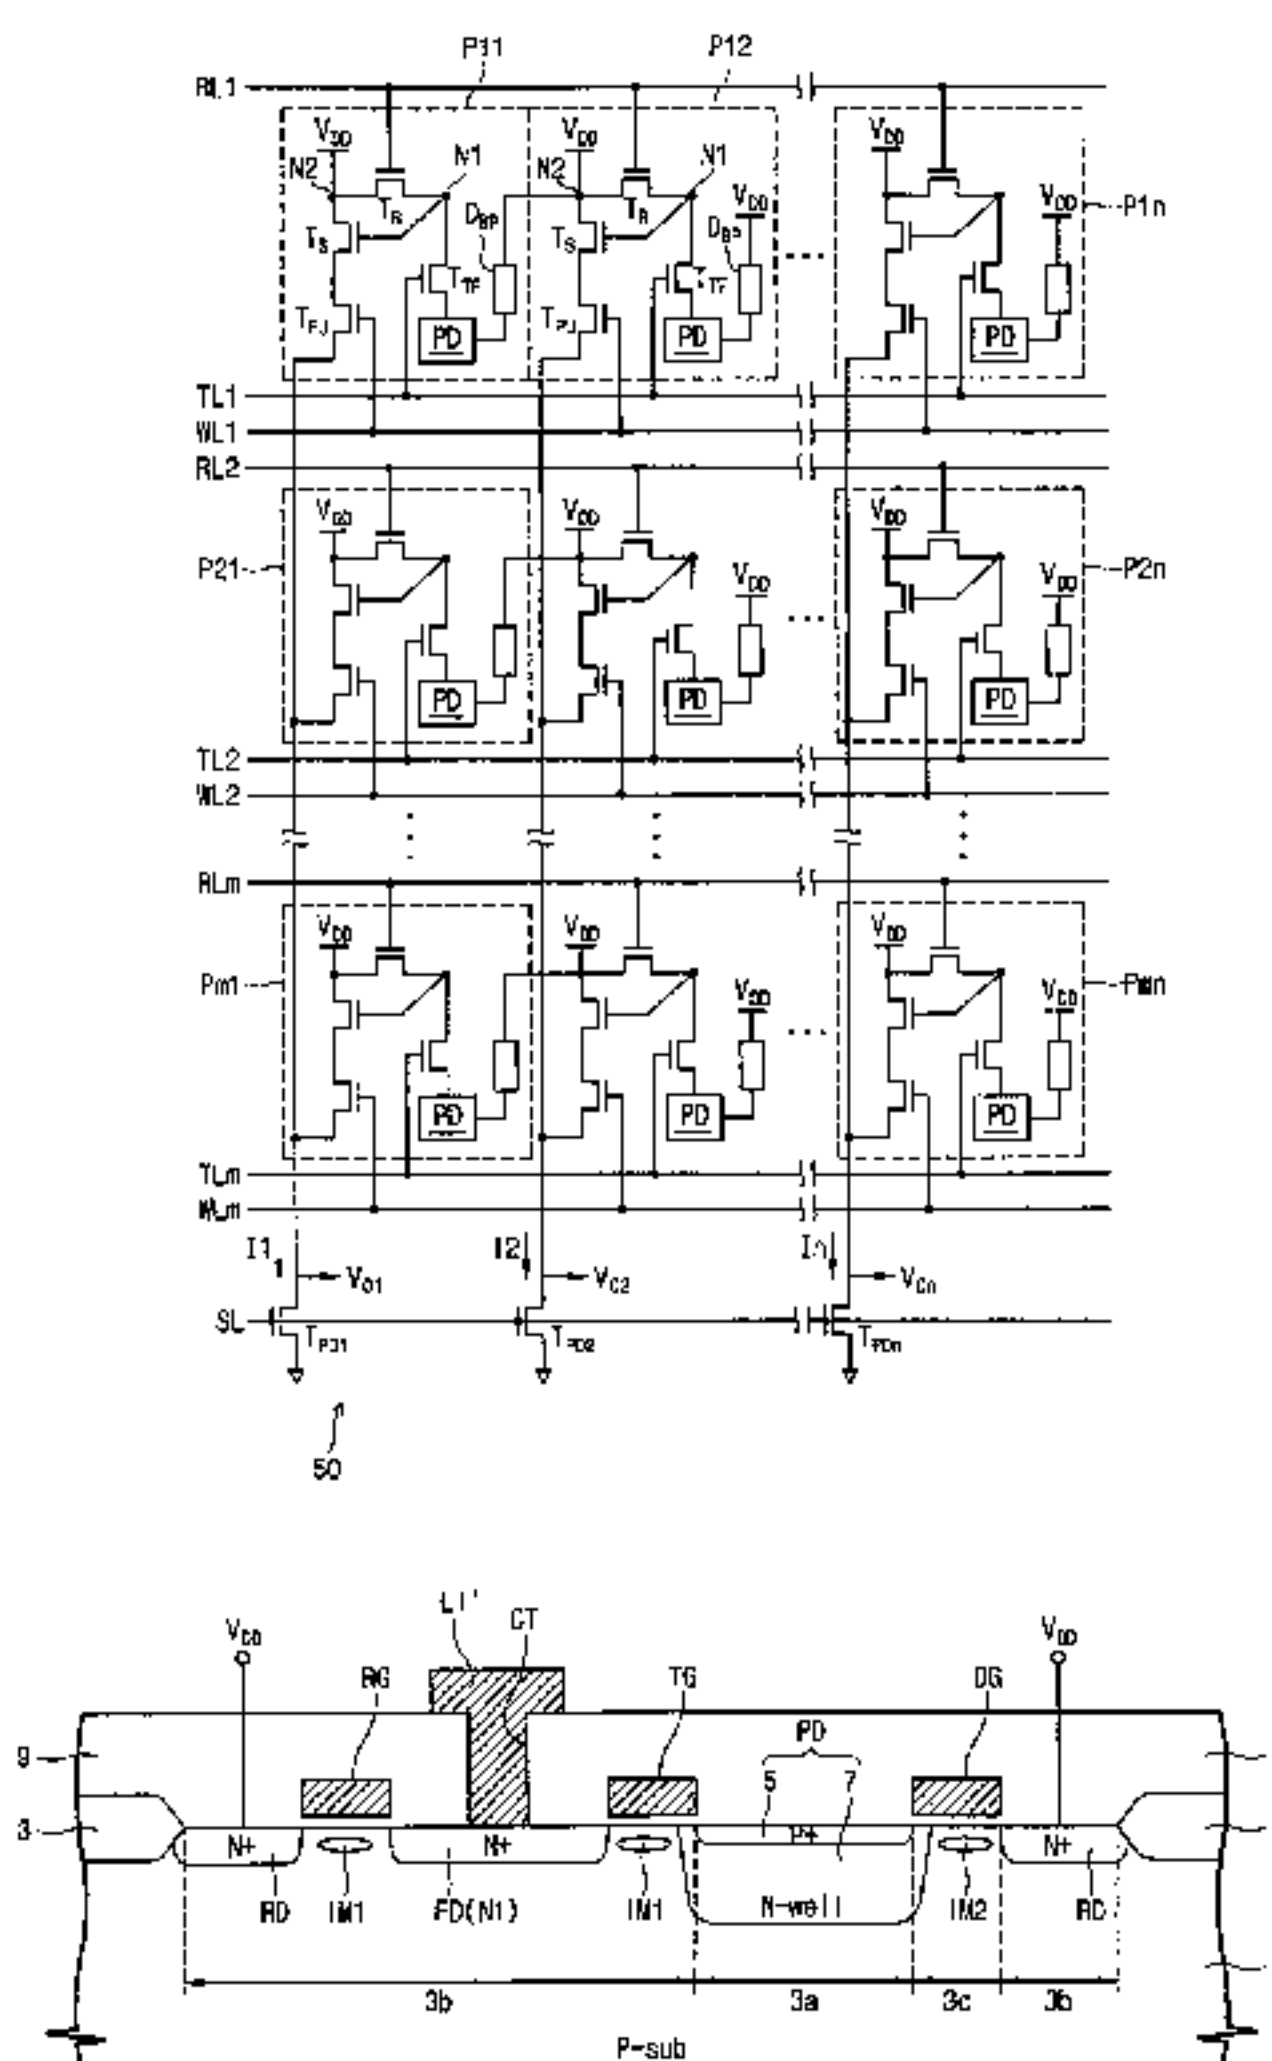 P11 P12
RL1
VDD VDD VDD
N2 N1 N2 N1
VDD VDD
TR DBP TR DBP P1n
TS TS
TTF TTF
TPU PD TPU PD PD
TL1
WL1
RL2
VDD VDD VDD
P21 VDD VDD P2n
PD PD PD
TL2
WL2
RLm
VDD VDD VDD
Pm1 VDD VDD Pmn
PD PD PD
TLm
WLm
I1 I2 In
VO1 VO2 VOn
SL
TPD1 TPD2 TPDn
50
LI'
CT
VDD VDD
RG TG DG
PD
9 5 7
3 N+ N+ P+ N+
RD IM1 FD(N1) IM1 N-well IM2 RD
3b 3a 3c 3b
P-sub